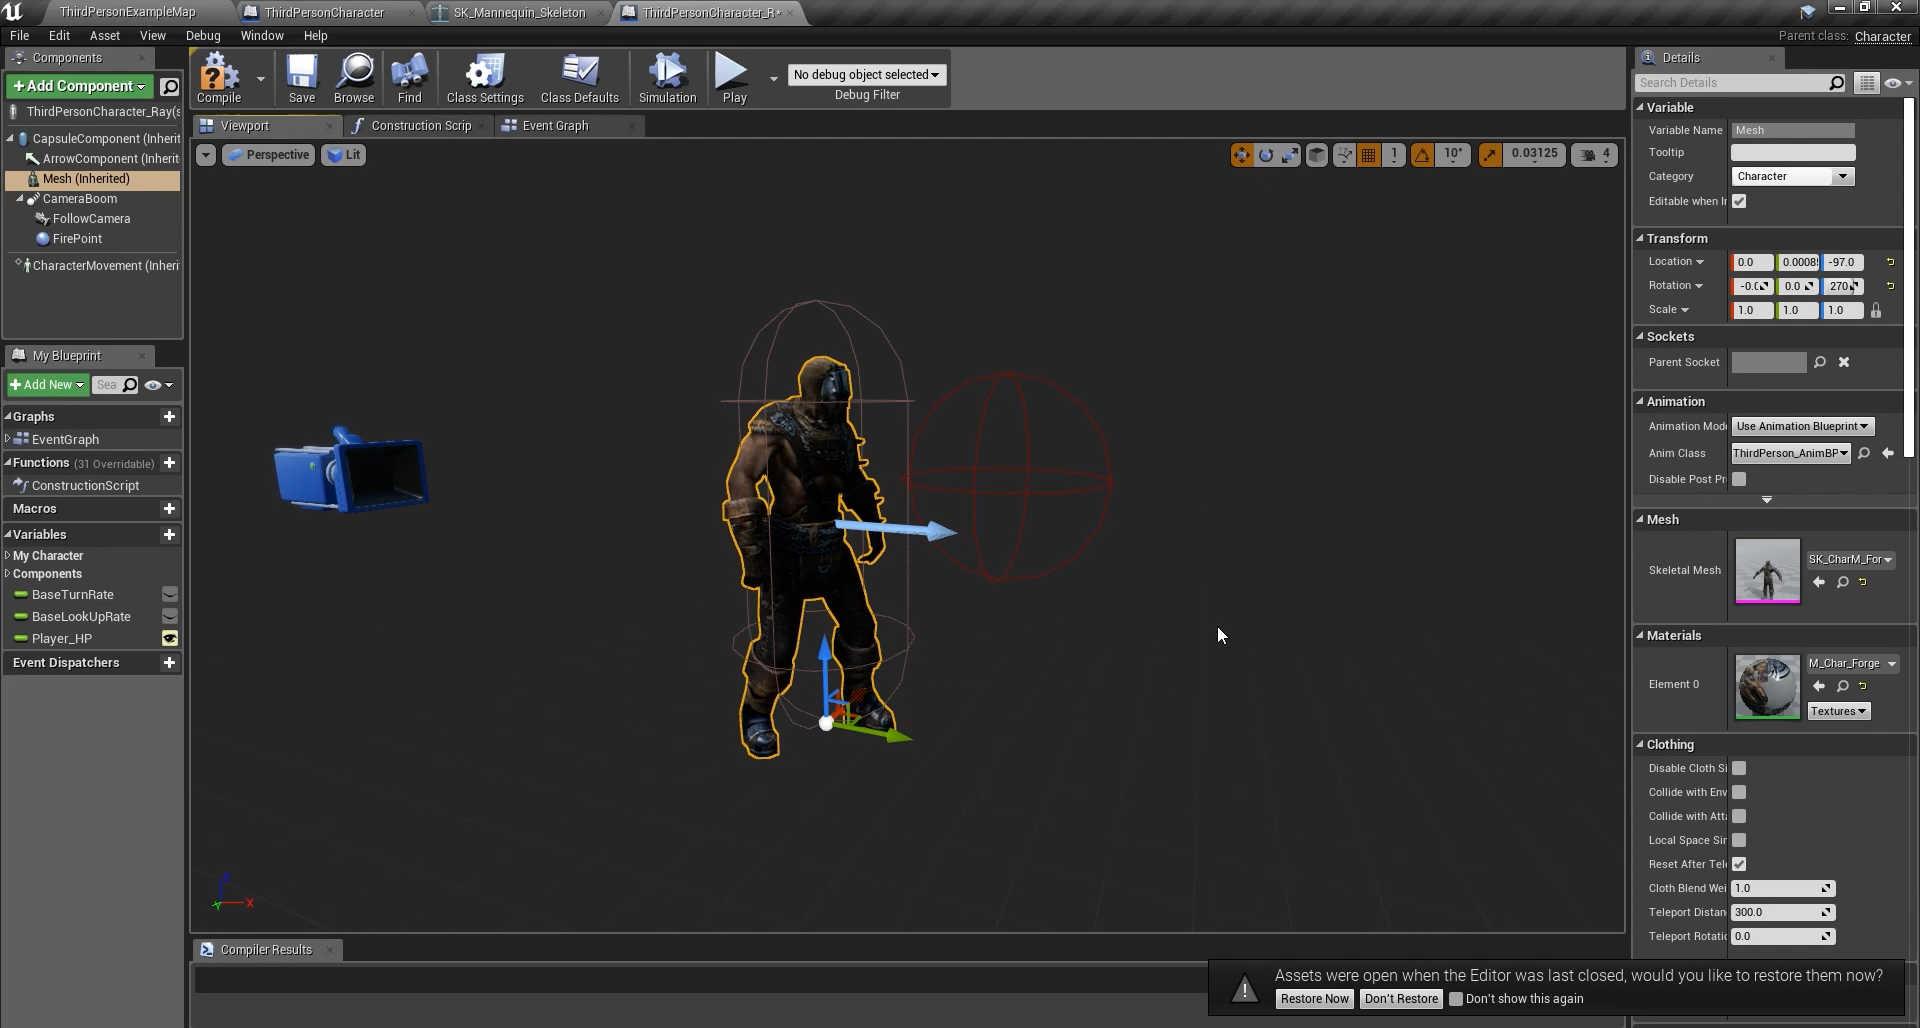 ThirdPersonExampleMap
ThirdPersonCharacter
SK_Mannequin_Skeleton
ThirdPersonCharacter_R*
File Edit Asset View Debug Window Help
Parent class: Character
Components
+Add Component
ThirdPersonCharacter_Ray(s
CapsuleComponent (Inherit
ArrowComponent (Inherit
Mesh (Inherited)
CameraBoom
FollowCamera
FirePoint
CharacterMovement (Inheri
My Blueprint
+Add New
Sea
Graphs
EventGraph
Functions (31 Overridable)
ConstructionScript
Macros
Variables
My Character
Components
BaseTurnRate
BaseLookUpRate
Player_HP
Event Dispatchers
Compile
Save
Browse
Find
Class Settings
Class Defaults
Simulation
Play
No debug object selected
Debug Filter
Viewport
Construction Scrip
Event Graph
Perspective
Lit
1
10°
0.03125
4
Z
Y
X
Compiler Results
Details
Search Details
Variable
Variable Name Mesh
Tooltip
Category Character
Editable when I
Transform
Location 0.0 0.0008 -97.0
Rotation -0.0 0.0 270
Scale 1.0 1.0 1.0
Sockets
Parent Socket
Animation
Animation Mod Use Animation Blueprint
Anim Class ThirdPerson_AnimBP
Disable Post Pr
Mesh
Skeletal Mesh SK_CharM_For
Materials
Element 0 M_Char_Forge
Textures
Clothing
Disable Cloth Si
Collide with Env
Collide with Atta
Local Space Sir
Reset After Tele
Cloth Blend Wei 1.0
Teleport Distan 300.0
Teleport Rotati 0.0
Assets were open when the Editor was last closed, would you like to restore them now?
Restore Now Don't Restore Don't show this again